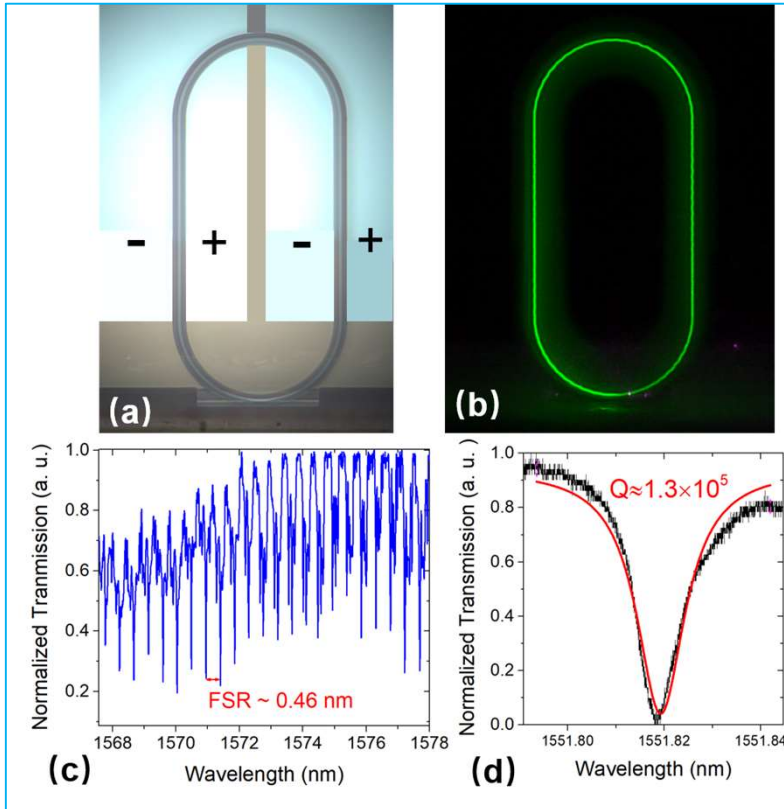 - + - +
(a)
(b)
1.0
0.8
0.6
0.4
0.2
Normalized Tranmission (a. u.)
FSR ~ 0.46 nm
1568 1570 1572 1574 1576 1578
Wavelength (nm)
(c)
1.0
0.8
0.6
0.4
0.2
0.0
Normalized Transmission (a. u.)
Q≈1.3×10⁵
1551.80 1551.82 1551.84
Wavelength (nm)
(d)